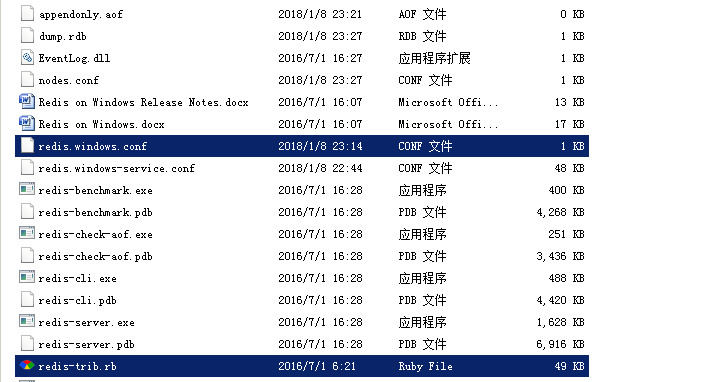 appendonly.aof 2018/1/8 23:21 AOF 文件 0 KB
dump.rdb 2018/1/8 23:27 RDB 文件 1 KB
EventLog.dll 2016/7/1 16:27 应用程序扩展 1 KB
nodes.conf 2018/1/8 23:27 CONF 文件 1 KB
Redis on Windows Release Notes.docx 2016/7/1 16:07 Microsoft Offi... 13 KB
Redis on Windows.docx 2016/7/1 16:07 Microsoft Offi... 17 KB
redis.windows.conf 2018/1/8 23:14 CONF 文件 1 KB
redis.windows-service.conf 2018/1/8 22:44 CONF 文件 48 KB
redis-benchmark.exe 2016/7/1 16:28 应用程序 400 KB
redis-benchmark.pdb 2016/7/1 16:28 PDB 文件 4,268 KB
redis-check-aof.exe 2016/7/1 16:28 应用程序 251 KB
redis-check-aof.pdb 2016/7/1 16:28 PDB 文件 3,436 KB
redis-cli.exe 2016/7/1 16:28 应用程序 488 KB
redis-cli.pdb 2016/7/1 16:28 PDB 文件 4,420 KB
redis-server.exe 2016/7/1 16:28 应用程序 1,628 KB
redis-server.pdb 2016/7/1 16:28 PDB 文件 6,916 KB
redis-trib.rb 2016/7/1 6:21 Ruby File 49 KB